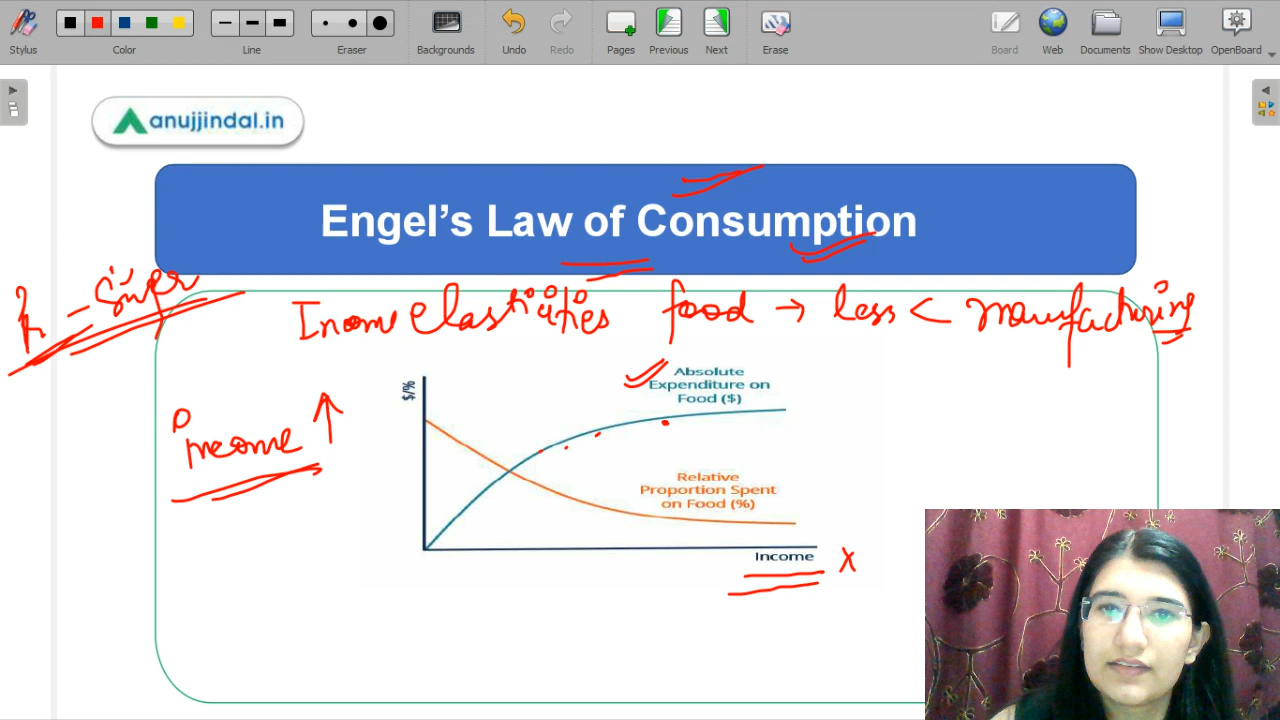 Stylus
Color
Line
Eraser
Backgrounds
Undo
Redo
Pages
Previous
Next
Erase
Board
Web
Documents
Show Desktop
OpenBoard
anujjindal.in
Engel's Law of Consumption
Income elasticities food → less < manufacturing
income ↑
$/%
Absolute
Expenditure on
Food ($)
Relative
Proportion Spent
on Food (%)
Income
X